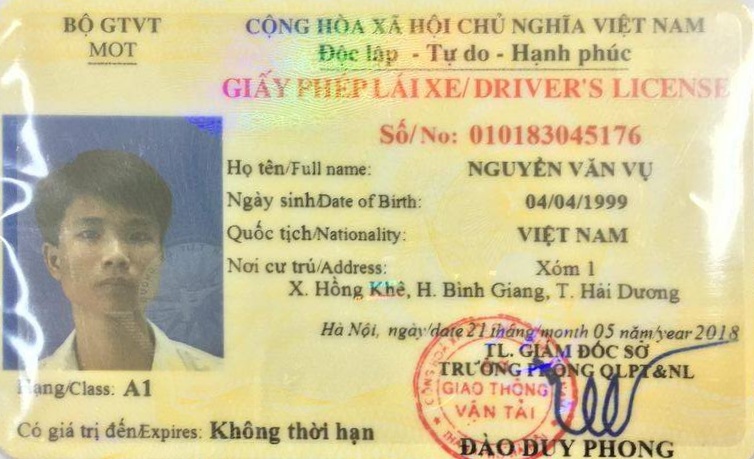 BỘ GTVT
MOT
CỘNG HÒA XÃ HỘI CHỦ NGHĨA VIỆT NAM
Độc lập - Tự do - Hạnh phúc
GIẤY PHÉP LÁI XE/DRIVER'S LICENSE
Số/No: 010183045176
Họ tên/Full name: NGUYỄN VĂN VỤ
Ngày sinh/Date of Birth: 04/04/1999
Quốc tịch/Nationality: VIỆT NAM
Nơi cư trú/Address: Xóm 1
X. Hồng Khê, H. Bình Giang, T. Hải Dương
Hà Nội, ngày/date 21 tháng/month 05 năm/year 2018
TL. GIÁM ĐỐC SỞ
TRƯỞNG PHÒNG QLPT&NL
GIAO THÔNG
VẬN TẢI
Hạng/Class: A1
Có giá trị đến/Expires: Không thời hạn
ĐÀO DUY PHONG